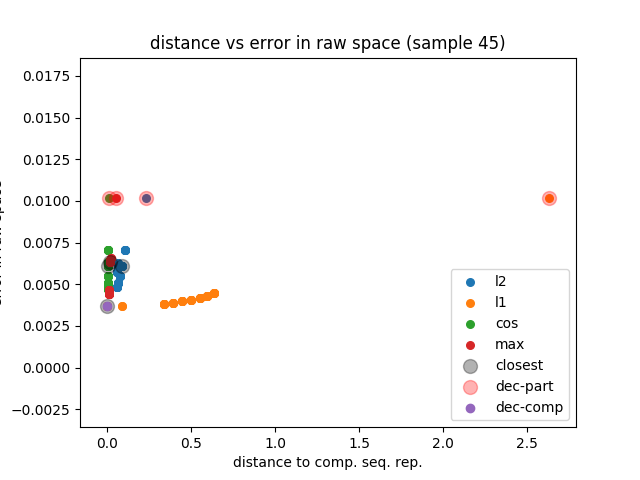 distance vs error in raw space (sample 45)
0.0175
0.0150
0.0125
0.0100
0.0075
0.0050
0.0025
0.0000
−0.0025
0.0
0.5
1.0
1.5
2.0
2.5
distance to comp. seq. rep.
l2
l1
cos
max
closest
dec-part
dec-comp